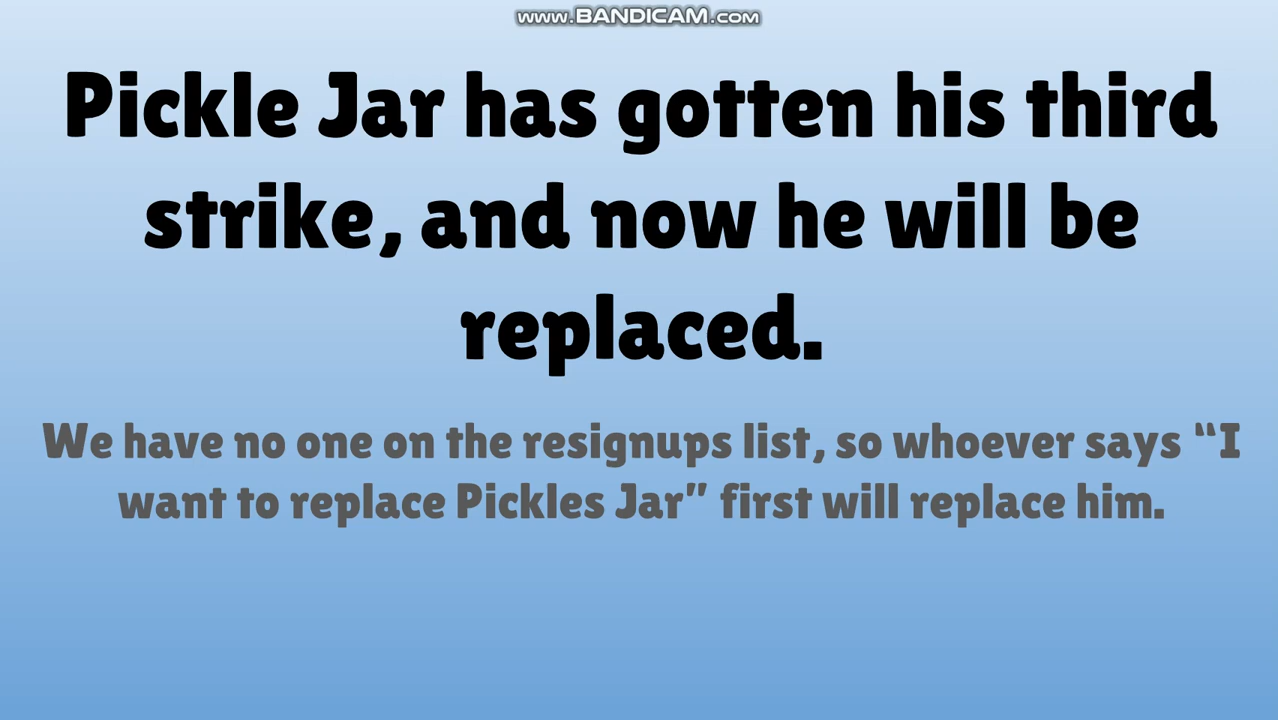 www.BANDICAM.com
Pickle Jar has gotten his third
strike, and now he will be
replaced.
We have no one on the resignups list, so whoever says “I
want to replace Pickles Jar” first will replace him.